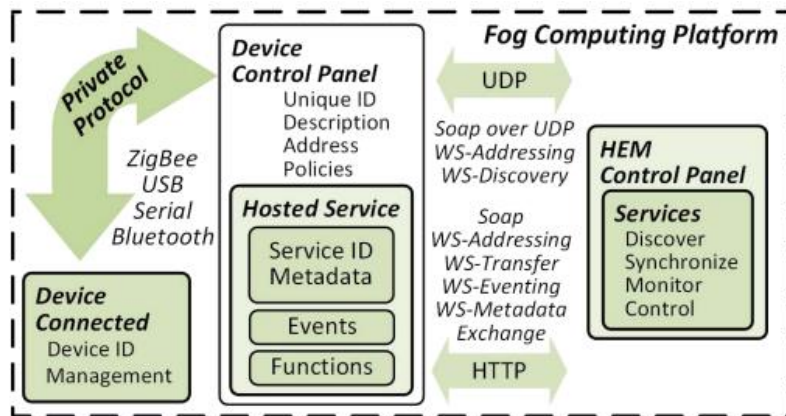 Fog Computing Platform
Private
Protocol
ZigBee
USB
Serial
Bluetooth
Device
Connected
Device ID
Management
Device
Control Panel
Unique ID
Description
Address
Policies
Hosted Service
Service ID
Metadata
Events
Functions
UDP
Soap over UDP
WS-Addressing
WS-Discovery
Soap
WS-Addressing
WS-Transfer
WS-Eventing
WS-Metadata
Exchange
HTTP
HEM
Control Panel
Services
Discover
Synchronize
Monitor
Control